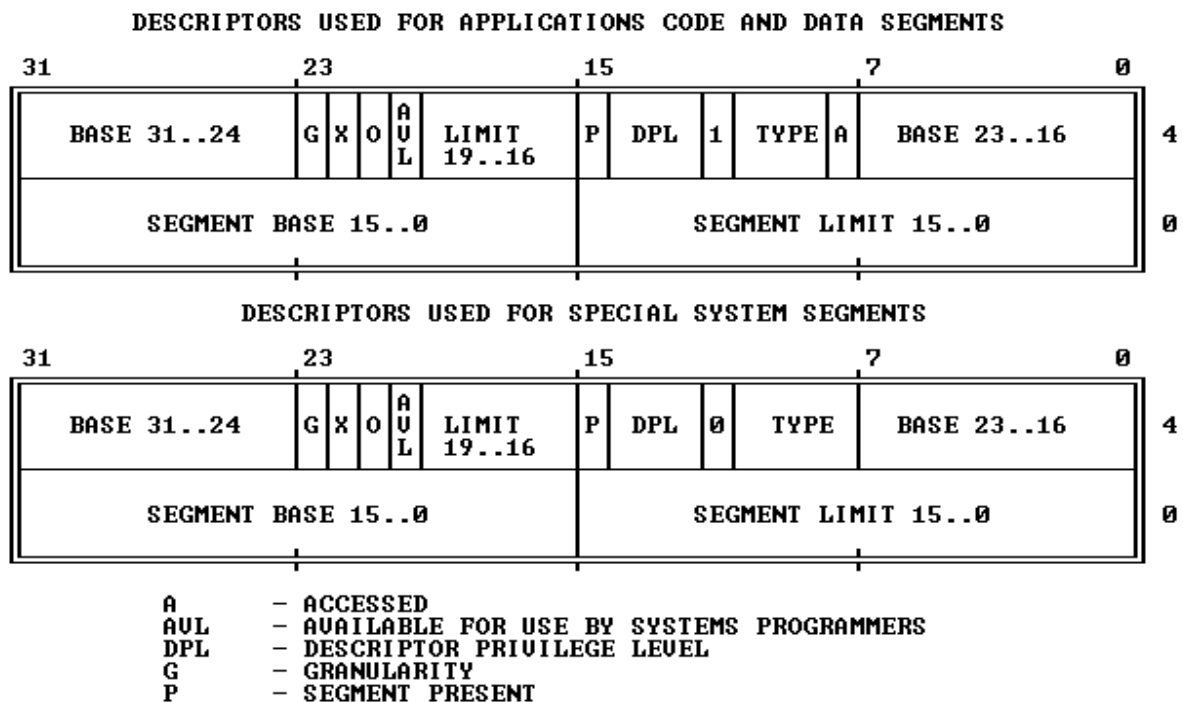 DESCRIPTORS USED FOR APPLICATIONS CODE AND DATA SEGMENTS
31 23 15 7 0
BASE 31..24 G X O AVL LIMIT 19..16 P DPL 1 TYPE A BASE 23..16 4
SEGMENT BASE 15..0 SEGMENT LIMIT 15..0 0
DESCRIPTORS USED FOR SPECIAL SYSTEM SEGMENTS
31 23 15 7 0
BASE 31..24 G X O AVL LIMIT 19..16 P DPL 0 TYPE BASE 23..16 4
SEGMENT BASE 15..0 SEGMENT LIMIT 15..0 0
A - ACCESSED
AVL - AVAILABLE FOR USE BY SYSTEMS PROGRAMMERS
DPL - DESCRIPTOR PRIVILEGE LEVEL
G - GRANULARITY
P - SEGMENT PRESENT